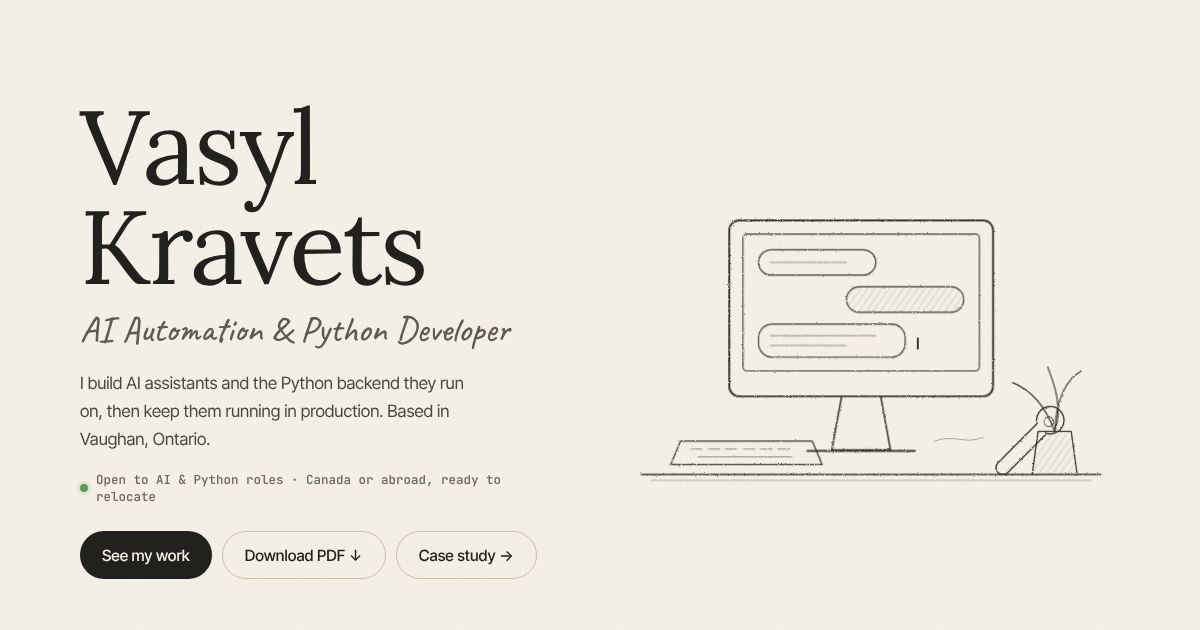 Vasyl
Kravets
AI Automation & Python Developer
I build AI assistants and the Python backend they run
on, then keep them running in production. Based in
Vaughan, Ontario.
Open to AI & Python roles · Canada or abroad, ready to
relocate
See my work
Download PDF ↓
Case study →